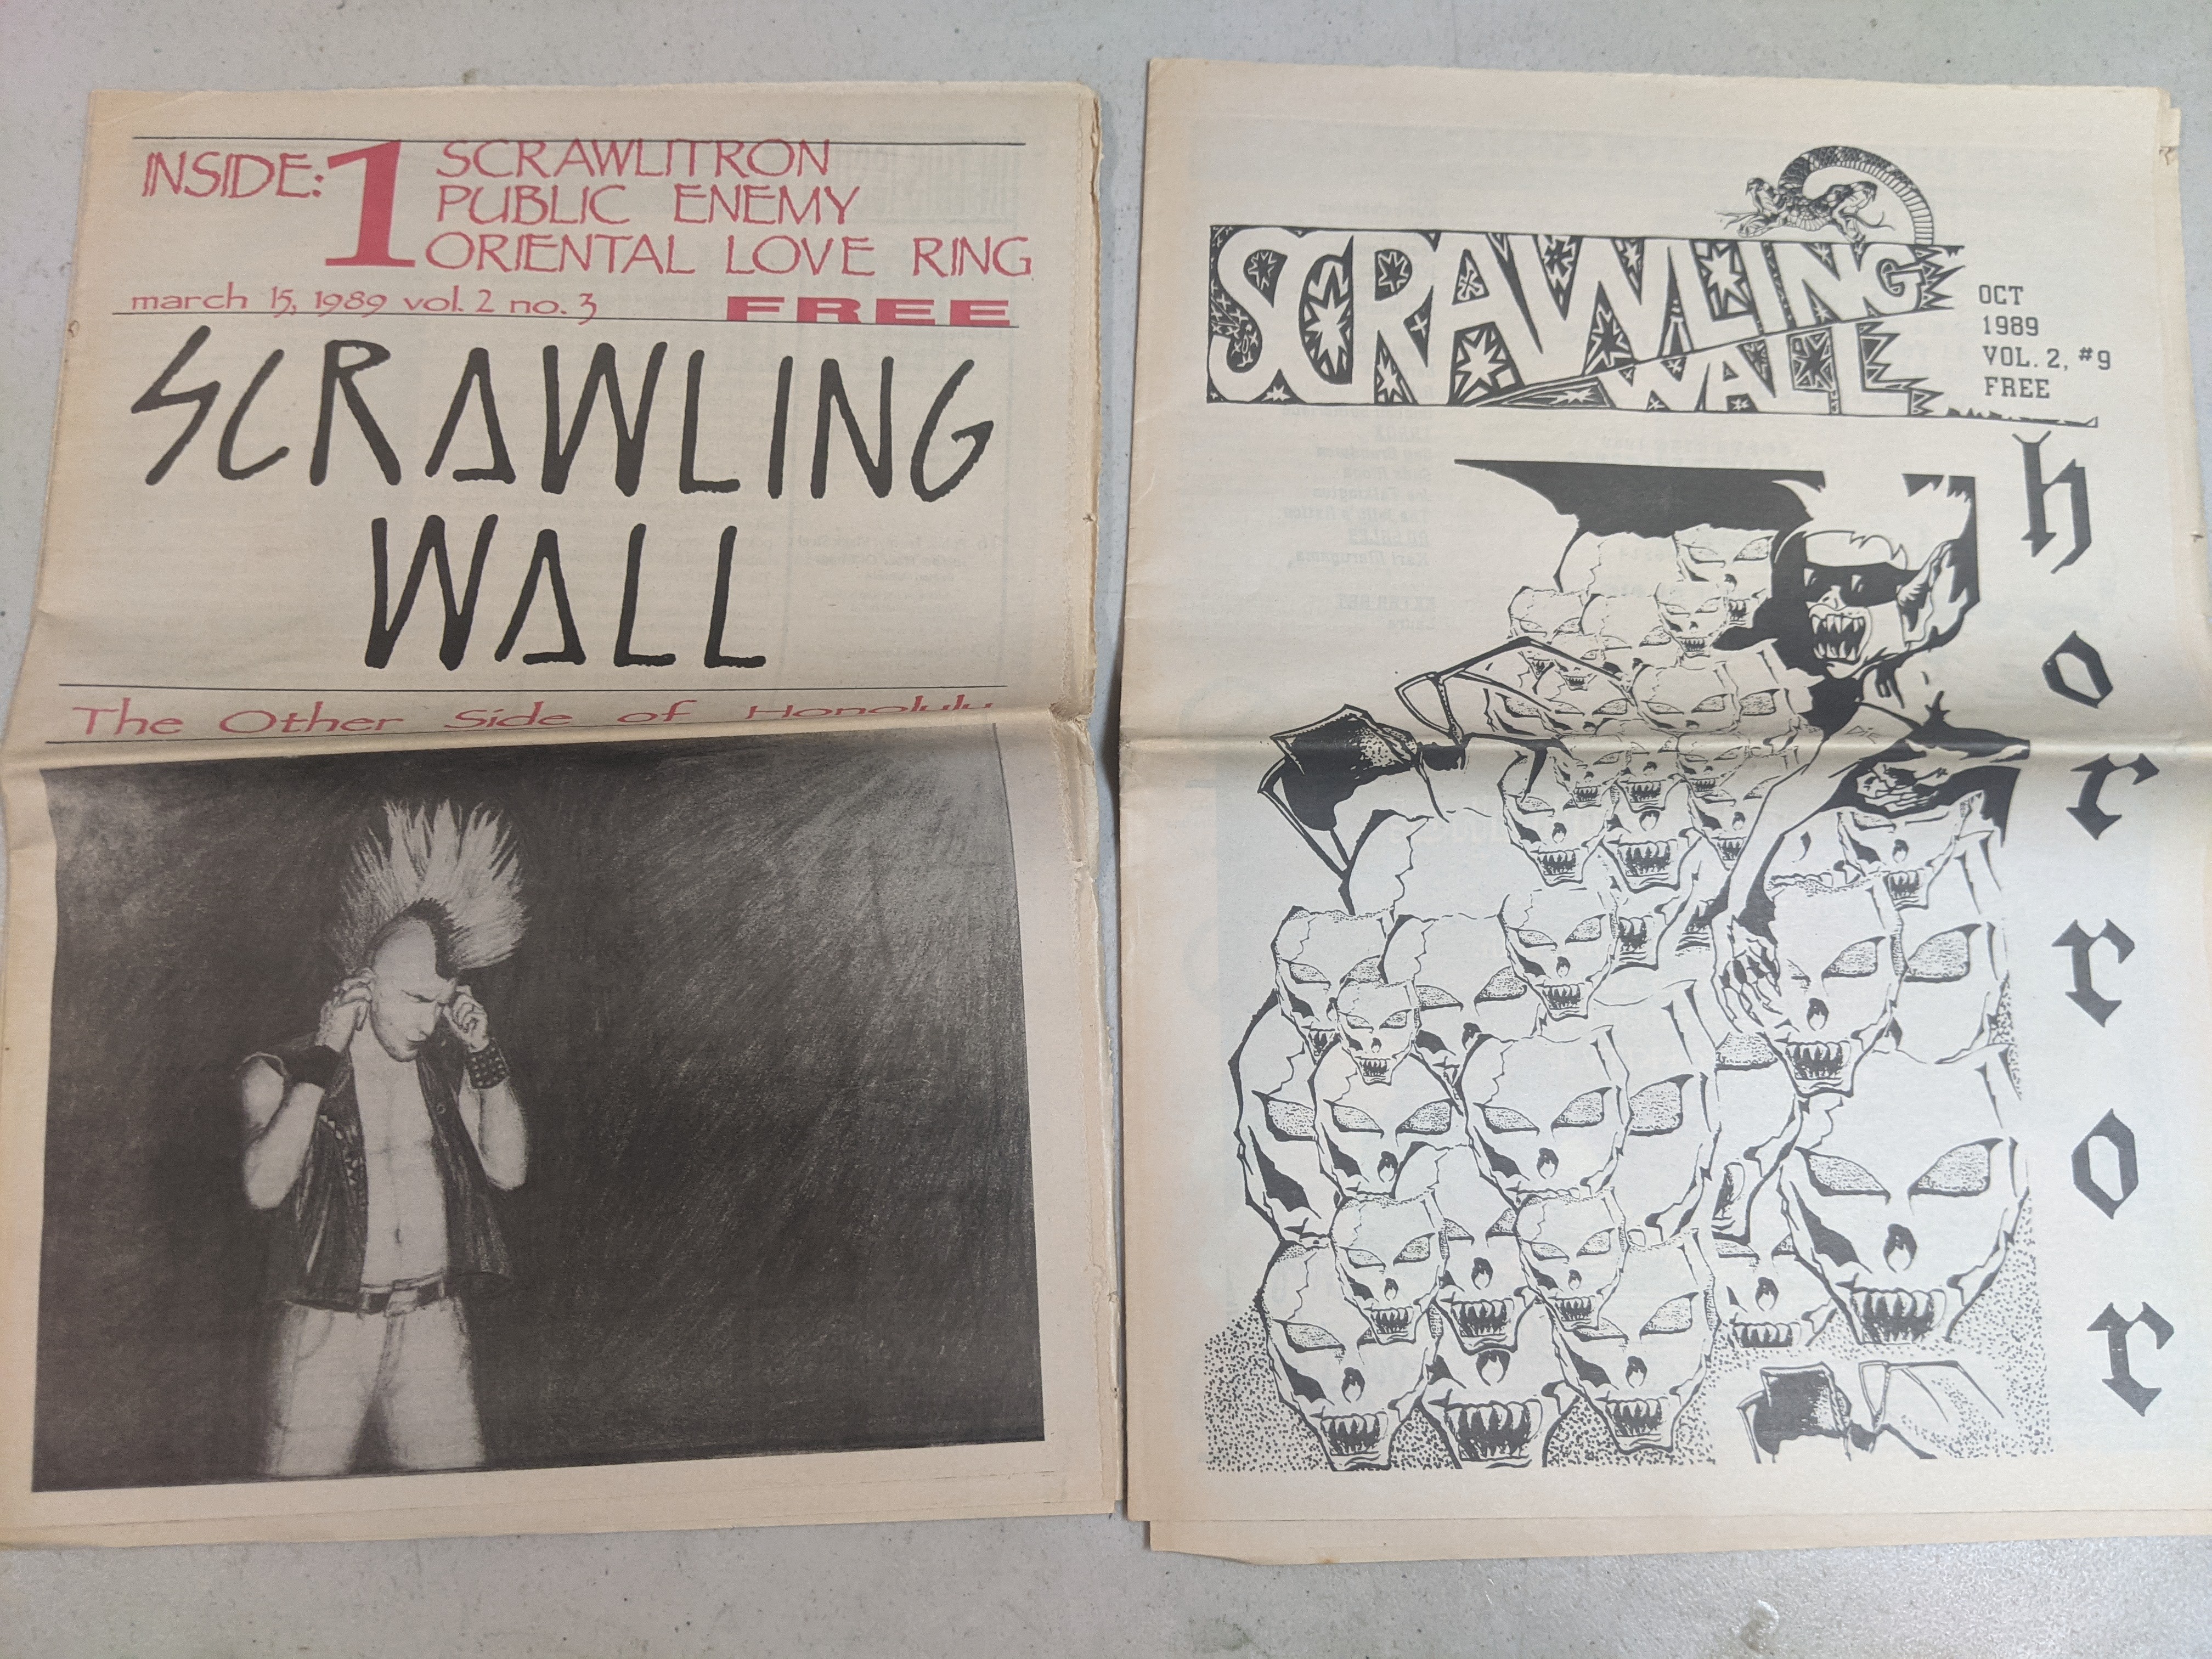 INSIDE: 1 SCRAWLITRON
PUBLIC ENEMY
ORIENTAL LOVE RING
march 15, 1989 vol. 2 no. 3 FREE
SCRAWLING
WALL
The Other Side of Honolulu
SCRAWLING
WALL
OCT
1989
VOL. 2, #9
FREE
horror